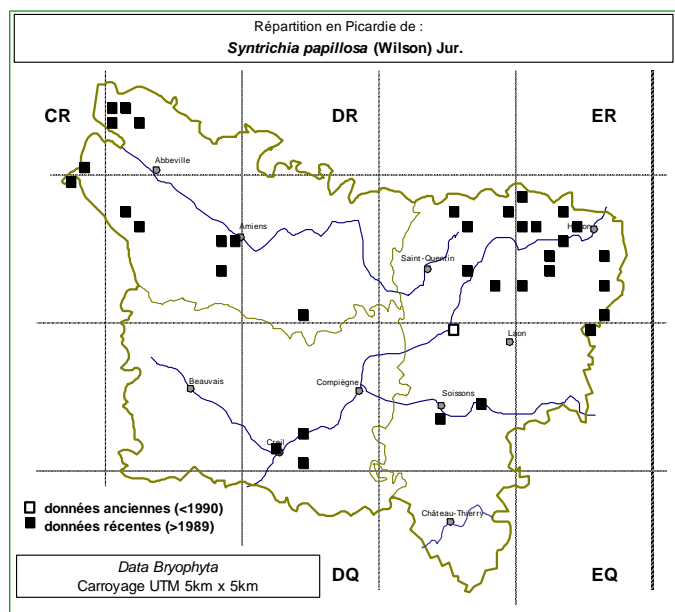 Répartition en Picardie de :
Syntrichia papillosa (Wilson) Jur.
CR
DR
ER
Abbeville
Amiens
Saint-Quentin
Laon
Beauvais
Compiègne
Soissons
Creil
données anciennes (<1990)
données récentes (>1989)
Château-Thierry
Data Bryophyta
Carroyage UTM 5km x 5km
DQ
EQ